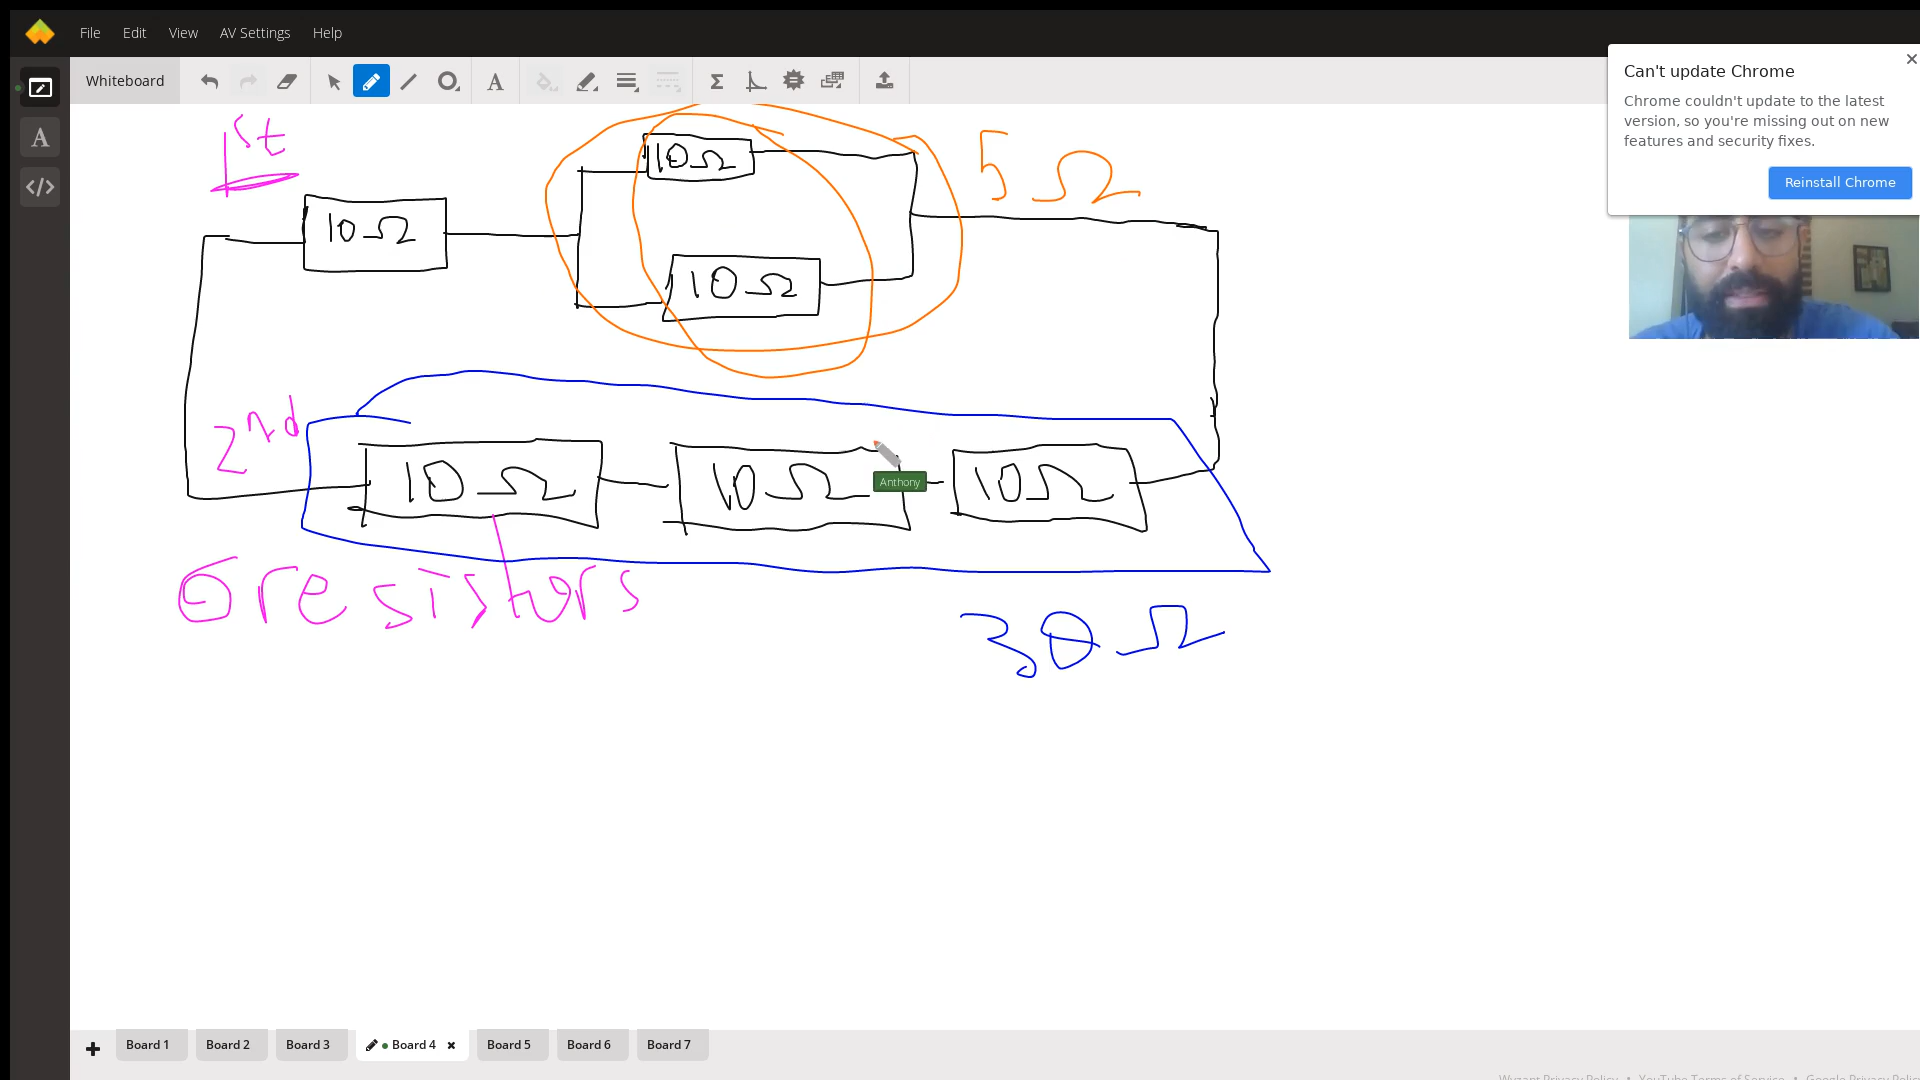 File Edit View AV Settings Help
Whiteboard
Can't update Chrome
Chrome couldn't update to the latest
version, so you're missing out on new
features and security fixes.
Reinstall Chrome
1st
10Ω
5Ω
10Ω
10Ω
2nd
10Ω 10Ω 10Ω
Anthony
6 resistors
30Ω
Board 1 Board 2 Board 3 Board 4 Board 5 Board 6 Board 7